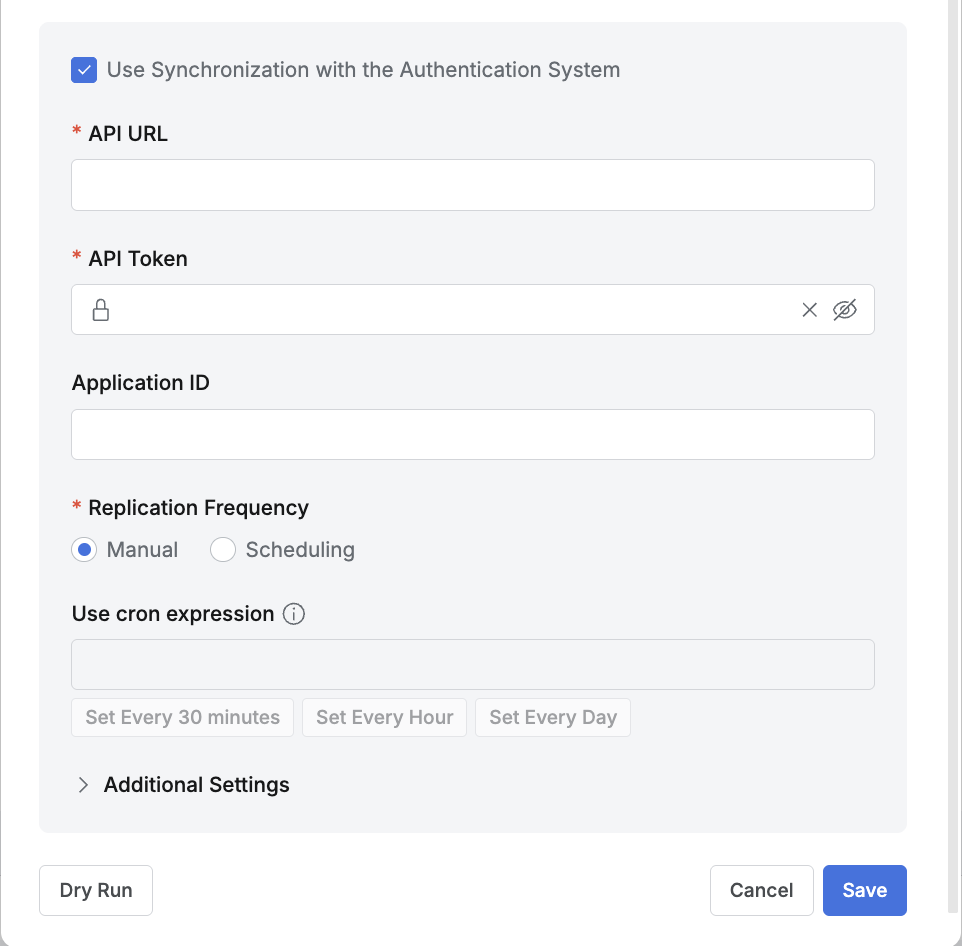 Use Synchronization with the Authentication System
* API URL
* API Token
Application ID
* Replication Frequency
Manual Scheduling
Use cron expression
Set Every 30 minutes Set Every Hour Set Every Day
Additional Settings
Dry Run Cancel Save